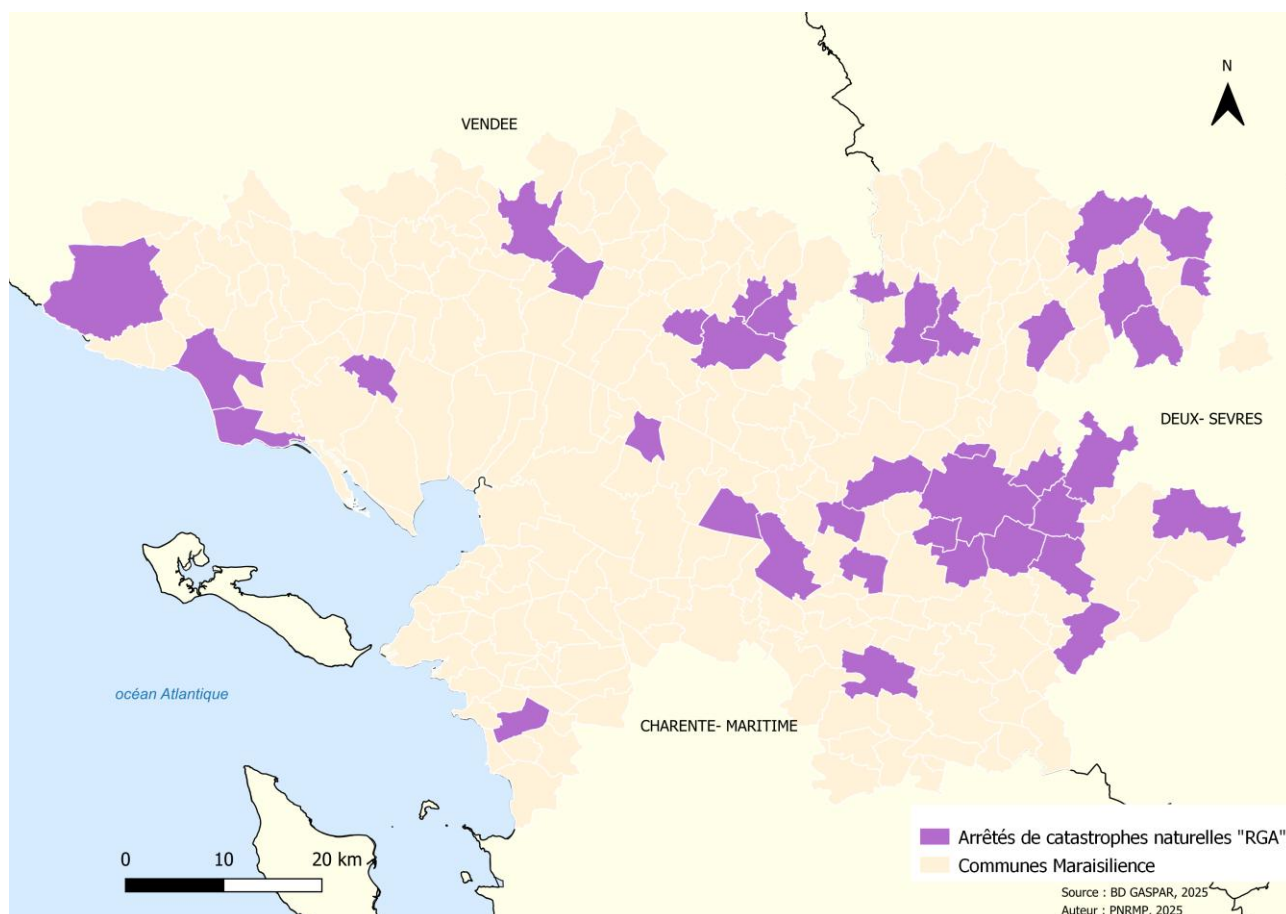 N
VENDEE
DEUX- SEVRES
océan Atlantique
CHARENTE- MARITIME
Arrêtés de catastrophes naturelles "RGA"
Communes Maraisilience
0 10 20 km
Source : BD GASPAR, 2025
Auteur : PNRMP, 2025